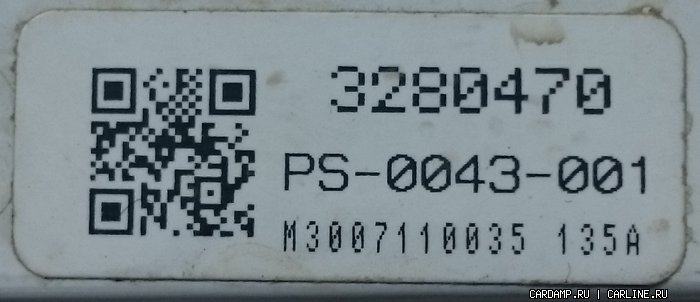 3280470
PS-0043-001
M3007110035 135A
CARDAMP.RU | CARLINE.RU